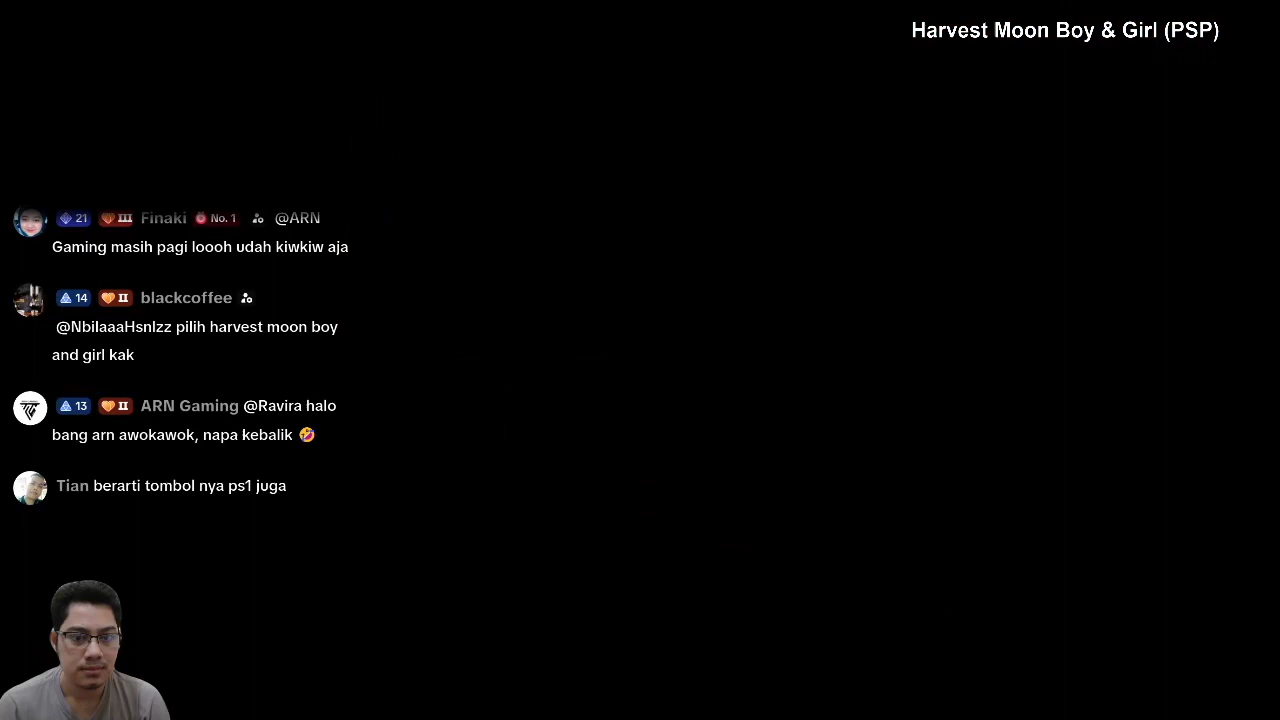 Harvest Moon Boy & Girl (PSP)
21 III Finaki No. 1 @ARN
Gaming masih pagi loooh udah kiwkiw aja
14 II blackcoffee
@NbilaaaHsnlzz pilih harvest moon boy
and girl kak
13 II ARN Gaming @Ravira halo
bang arn awokawok, napa kebalik 🤣
Tian berarti tombol nya ps1 juga